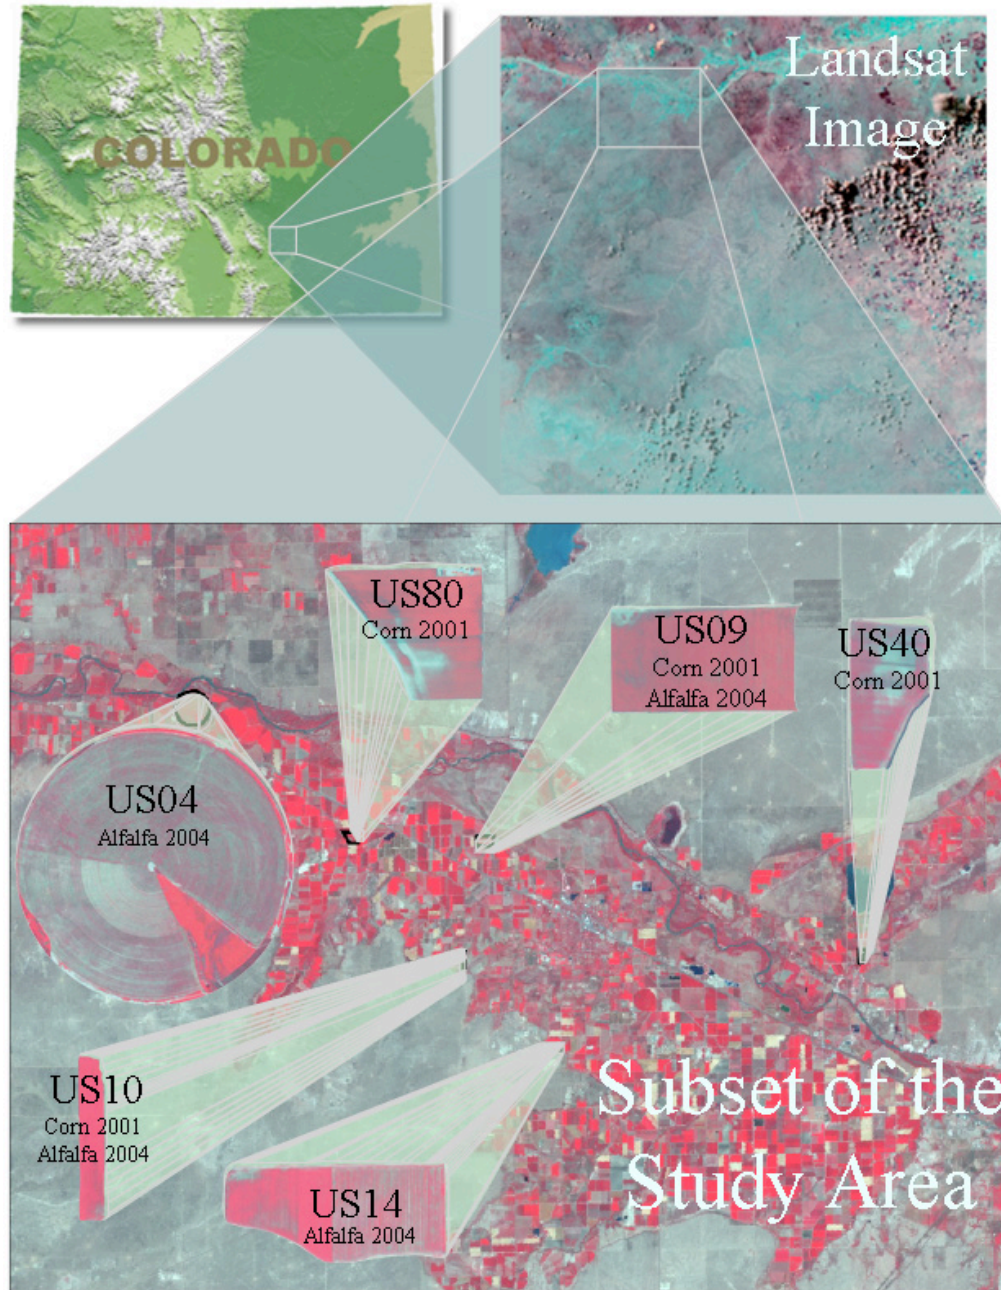 COLORADO
Landsat
Image
US80
Corn 2001
US09
Corn 2001
Alfalfa 2004
US40
Corn 2001
US04
Alfalfa 2004
US10
Corn 2001
Alfalfa 2004
US14
Alfalfa 2004
Subset of the
Study Area